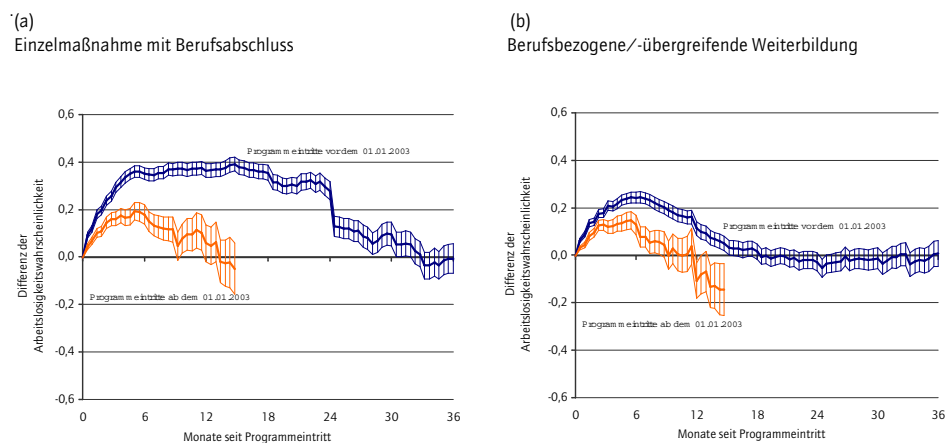 (a)
Einzelmaßnahme mit Berufsabschluss
Differenz der
Arbeitslosigkeitswahrscheinlichkeit
0,6
0,4
0,2
0,0
-0,2
-0,4
-0,6
Programmeintritte vor dem 01.01.2003
Programmeintritte ab dem 01.01.2003
0 6 12 18 24 30 36
Monate seit Programmeintritt
(b)
Berufsbezogene/-übergreifende Weiterbildung
Differenz der
Arbeitslosigkeitswahrscheinlichkeit
0,6
0,4
0,2
0,0
-0,2
-0,4
-0,6
Programmeintritte vor dem 01.01.2003
Programmeintritte ab dem 01.01.2003
0 6 12 18 24 30 36
Monate seit Programmeintritt